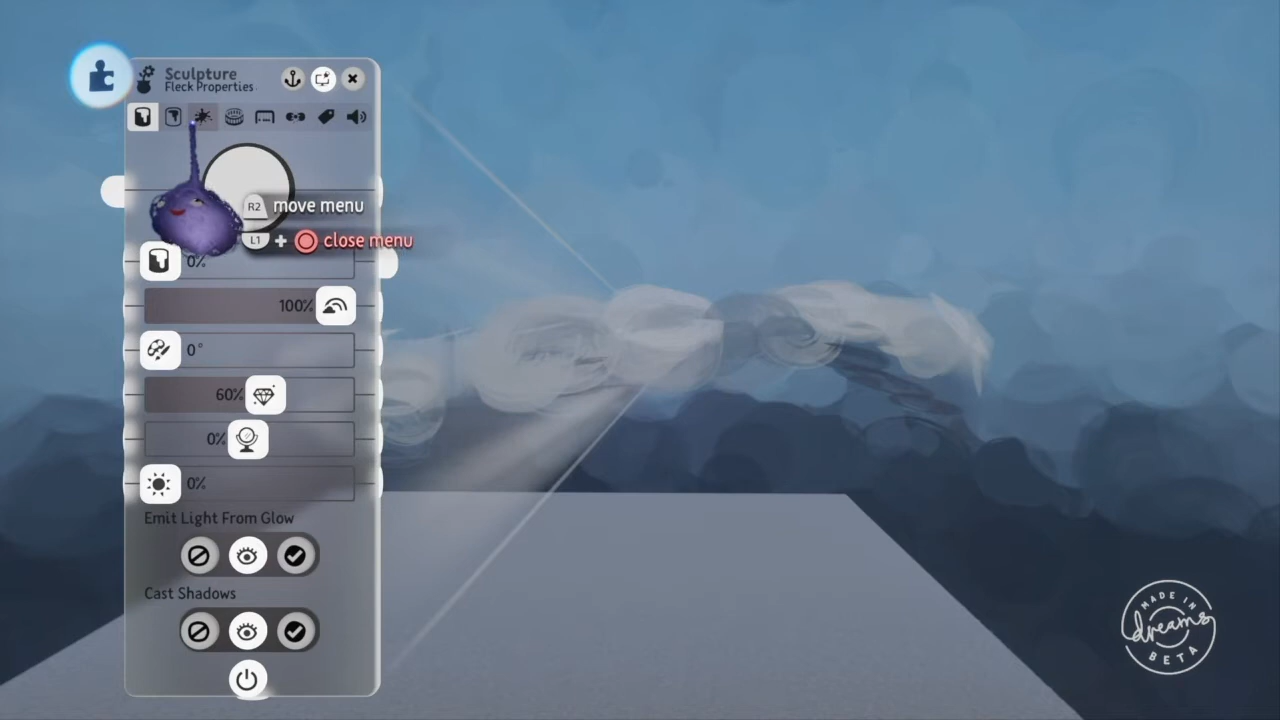 Sculpture
Fleck Properties
R2 move menu
L1 + close menu
0%
100%
0°
60%
0%
0%
Emit Light From Glow
Cast Shadows
MADE IN
dreams
BETA